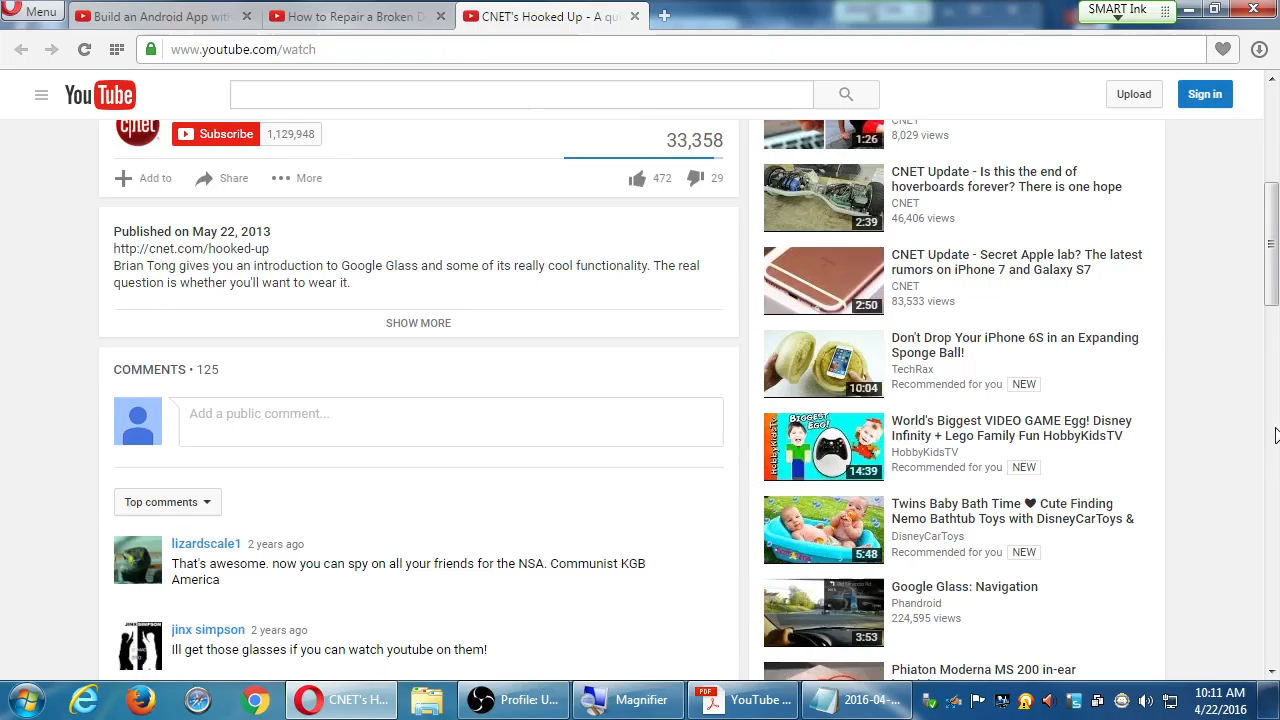 Menu
Build an Android App with
How to Repair a Broken D
CNET's Hooked Up - A qu
SMART Ink
www.youtube.com/watch
YouTube
Upload
Sign in
cnet
Subscribe
1,129,948
33,358
Add to
Share
More
472
29
Published on May 22, 2013
http://cnet.com/hooked-up
Brian Tong gives you an introduction to Google Glass and some of its really cool functionality. The real
question is whether you'll want to wear it.
SHOW MORE
COMMENTS • 125
Add a public comment...
Top comments
lizardscale1 2 years ago
That's awesome. now you can spy on all your friends for the NSA. Communist KGB
America
jinx simpson 2 years ago
Ill get those glasses if you can watch youtube on them!
1:26
CNET
8,029 views
2:39
CNET Update - Is this the end of
hoverboards forever? There is one hope
CNET
46,406 views
2:50
CNET Update - Secret Apple lab? The latest
rumors on iPhone 7 and Galaxy S7
CNET
83,533 views
10:04
Don't Drop Your iPhone 6S in an Expanding
Sponge Ball!
TechRax
Recommended for you NEW
HobbyKidsTV
BIGGEST
EGG!
14:39
World's Biggest VIDEO GAME Egg! Disney
Infinity + Lego Family Fun HobbyKidsTV
HobbyKidsTV
Recommended for you NEW
5:48
Twins Baby Bath Time ❤ Cute Finding
Nemo Bathtub Toys with DisneyCarToys &
DisneyCarToys
Recommended for you NEW
3:53
Google Glass: Navigation
Phandroid
224,595 views
Phiaton Moderna MS 200 in-ear
CNET's H...
Profile: U...
Magnifier
PDF
YouTube ...
2016-04-...
10:11 AM
4/22/2016